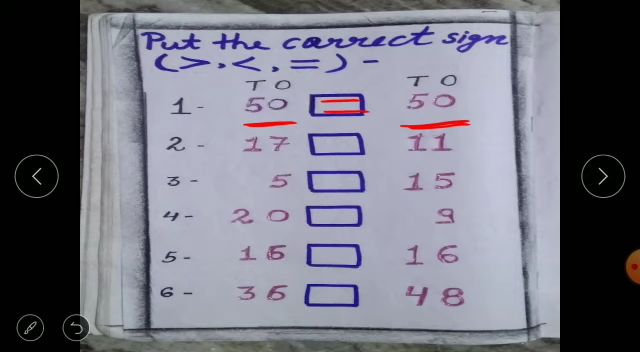 Put the correct sign
(>, <, =) -
T O T O
1- 50 = 50
2- 17 11
3- 5 15
4- 20 9
5- 16 16
6- 36 48